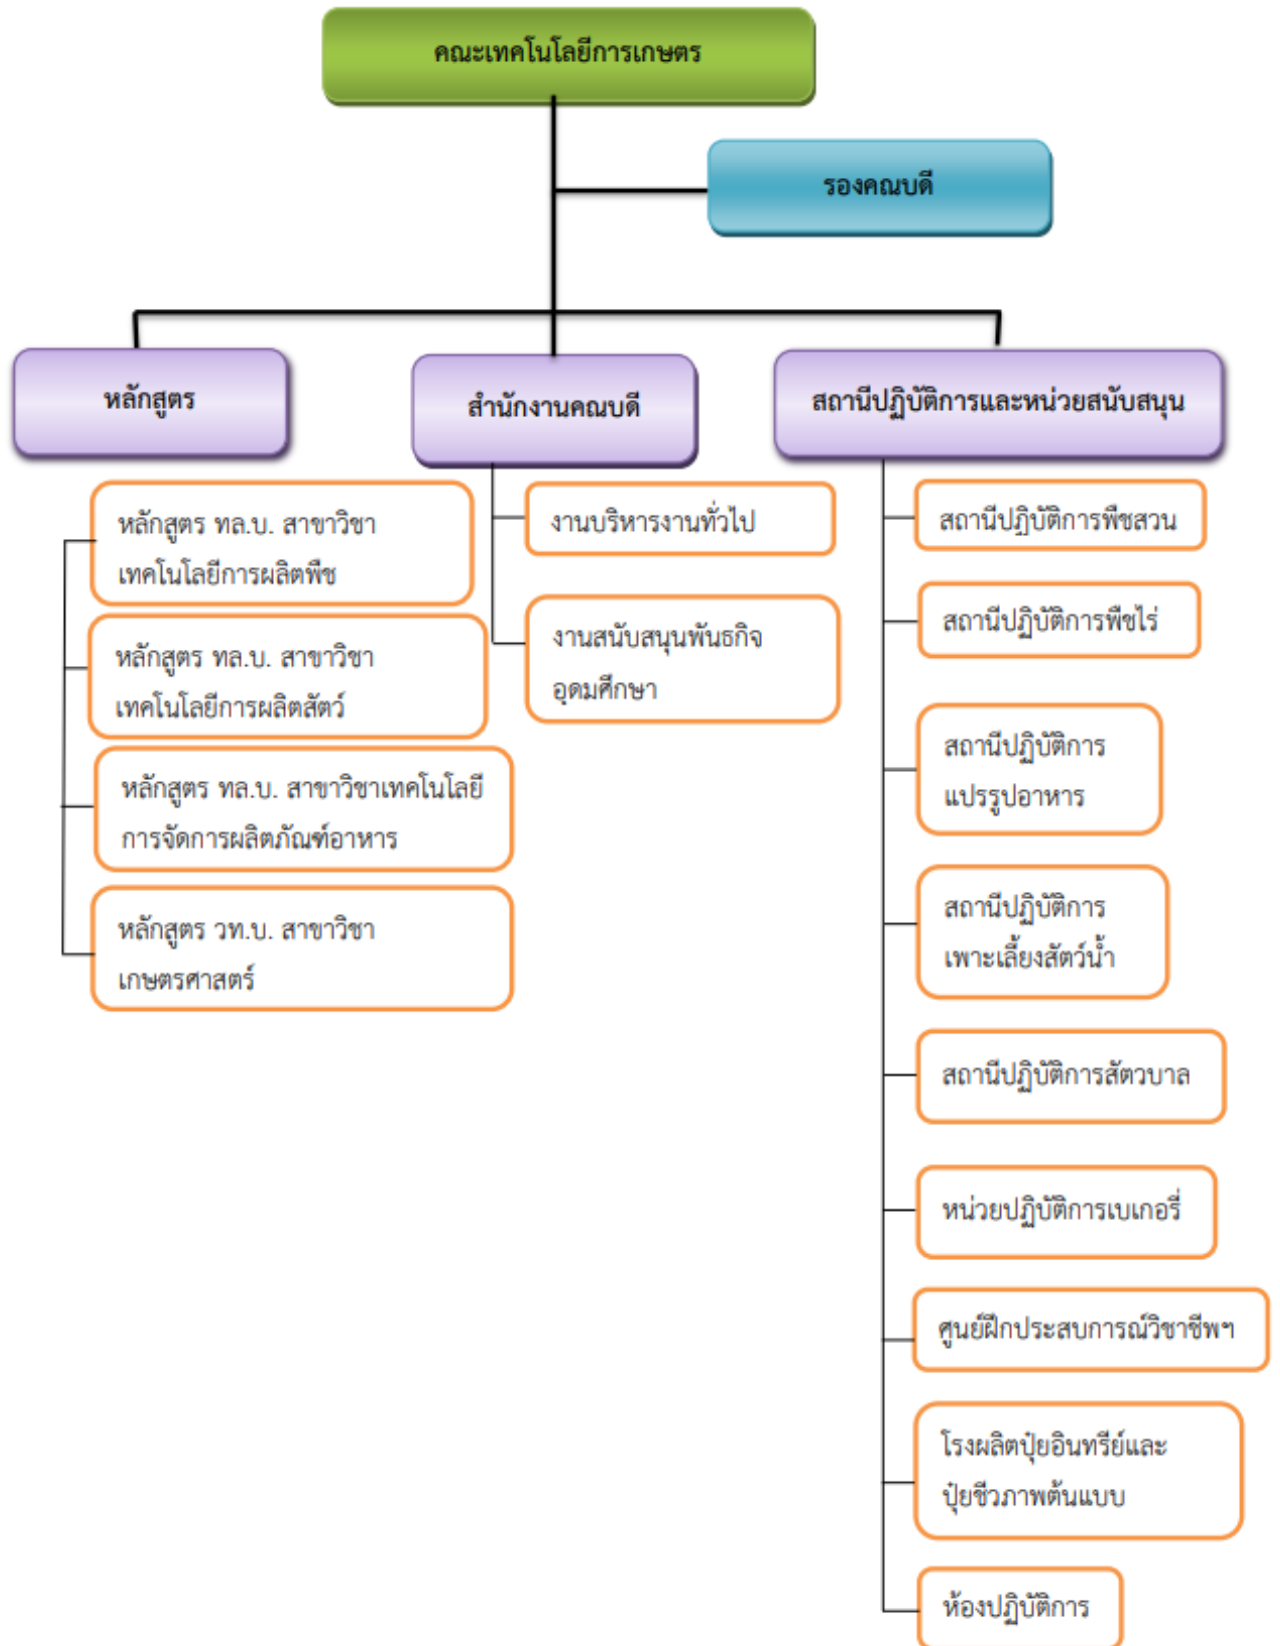 คณะเทคโนโลยีการเกษตร
รองคณบดี
หลักสูตร
หลักสูตร ทล.บ. สาขาวิชา
เทคโนโลยีการผลิตพืช
หลักสูตร ทล.บ. สาขาวิชา
เทคโนโลยีการผลิตสัตว์
หลักสูตร ทล.บ. สาขาวิชาเทคโนโลยี
การจัดการผลิตภัณฑ์อาหาร
หลักสูตร วท.บ. สาขาวิชา
เกษตรศาสตร์
สำนักงานคณบดี
งานบริหารงานทั่วไป
งานสนับสนุนพันธกิจ
อุดมศึกษา
สถานีปฏิบัติการและหน่วยสนับสนุน
สถานีปฏิบัติการพืชสวน
สถานีปฏิบัติการพืชไร่
สถานีปฏิบัติการ
แปรรูปอาหาร
สถานีปฏิบัติการ
เพาะเลี้ยงสัตว์น้ำ
สถานีปฏิบัติการสัตวบาล
หน่วยปฏิบัติการเบเกอรี่
ศูนย์ฝึกประสบการณ์วิชาชีพฯ
โรงผลิตปุ๋ยอินทรีย์และ
ปุ๋ยชีวภาพต้นแบบ
ห้องปฏิบัติการ